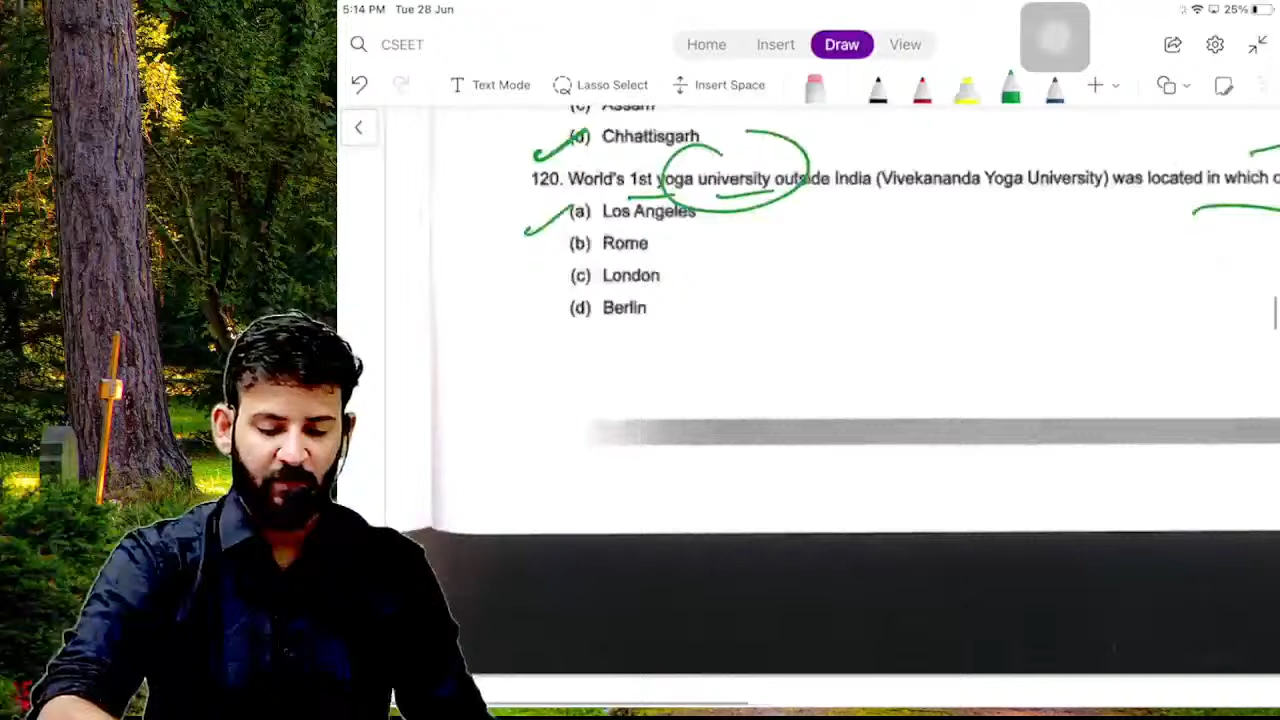 5:14 PM Tue 28 Jun
25%
CSEET
Home Insert Draw View
Text Mode Lasso Select Insert Space
(c) Assam
(d) Chhattisgarh
120. World's 1st yoga university outside India (Vivekananda Yoga University) was located in which
(a) Los Angeles
(b) Rome
(c) London
(d) Berlin